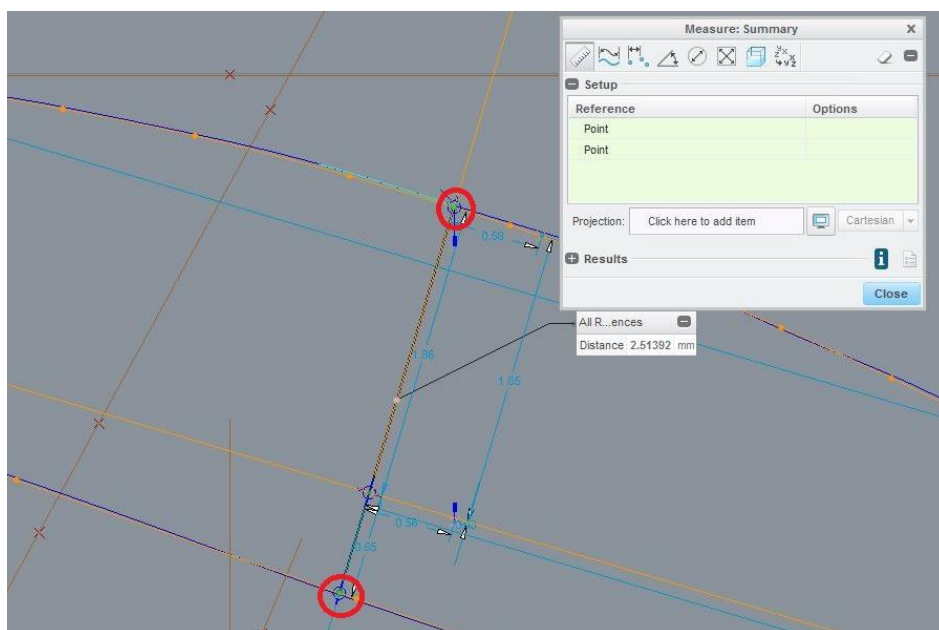 Measure: Summary
Setup
Reference Options
Point
Point
Projection: Click here to add item Cartesian
Results
Close
All R...ences
Distance 2.51392 mm
0.58
1.86
1.85
0.56
0.65